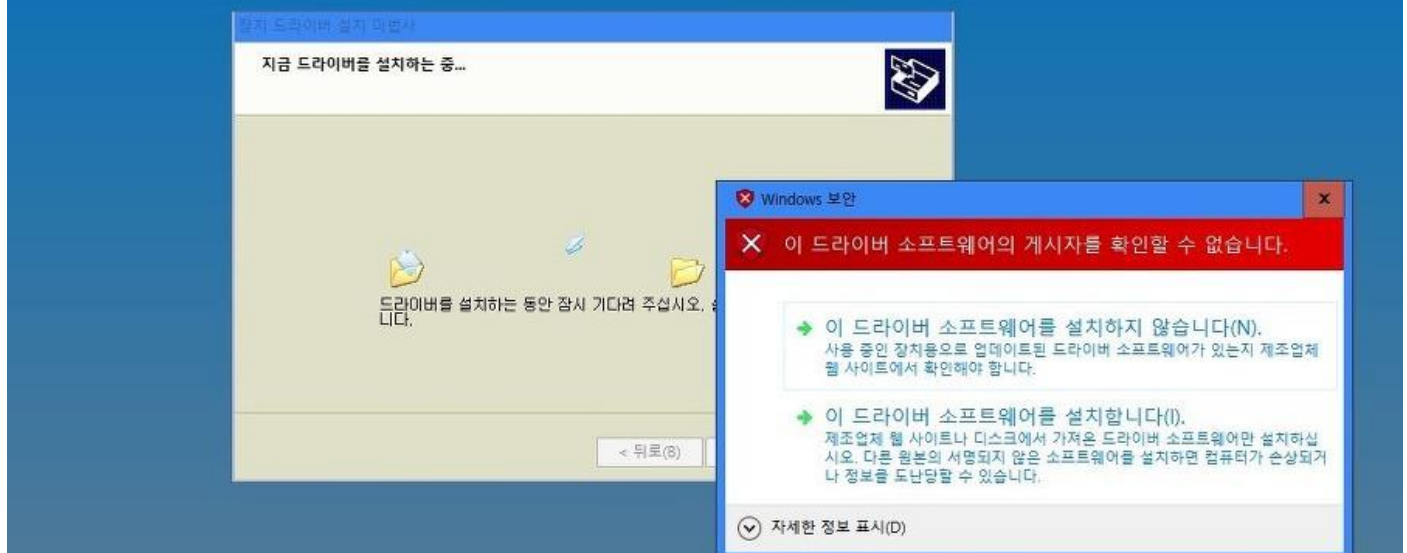 장치 드라이버 설치 마법사
지금 드라이버를 설치하는 중...
드라이버를 설치하는 동안 잠시 기다려 주십시오.
니다.
< 뒤로(B)
Windows 보안
이 드라이버 소프트웨어의 게시자를 확인할 수 없습니다.
이 드라이버 소프트웨어를 설치하지 않습니다(N).
사용 중인 장치용으로 업데이트된 드라이버 소프트웨어가 있는지 제조업체
웹 사이트에서 확인해야 합니다.
이 드라이버 소프트웨어를 설치합니다(I).
제조업체 웹 사이트나 디스크에서 가져온 드라이버 소프트웨어만 설치하십
시오. 다른 원본의 서명되지 않은 소프트웨어를 설치하면 컴퓨터가 손상되거
나 정보를 도난당할 수 있습니다.
자세한 정보 표시(D)